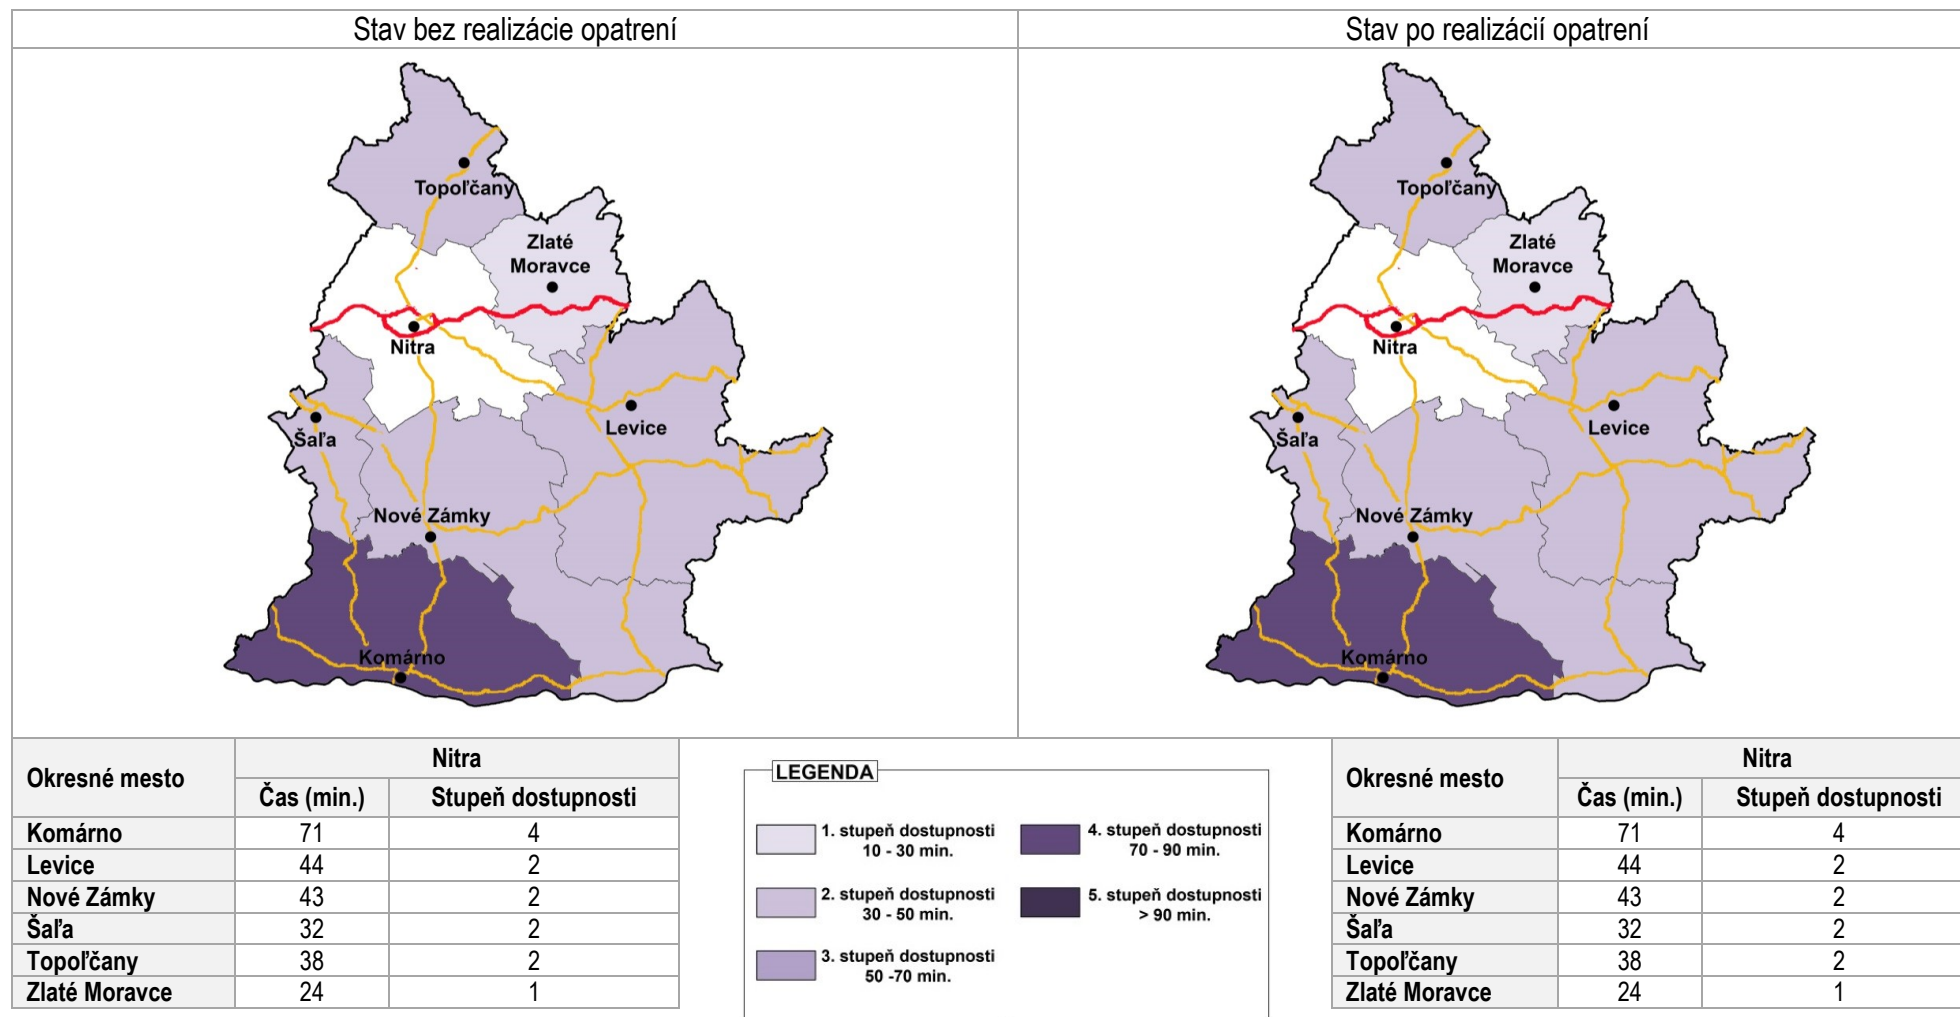 Stav bez realizácie opatrení
Stav po realizácií opatrení
Topoľčany
Zlaté
Moravce
Nitra
Levice
Šaľa
Nové Zámky
Komárno
Topoľčany
Zlaté
Moravce
Nitra
Levice
Šaľa
Nové Zámky
Komárno
Okresné mesto
Nitra
Čas (min.)
Stupeň dostupnosti
Komárno 71 4
Levice 44 2
Nové Zámky 43 2
Šaľa 32 2
Topoľčany 38 2
Zlaté Moravce 24 1
LEGENDA
1. stupeň dostupnosti
10 - 30 min.
2. stupeň dostupnosti
30 - 50 min.
3. stupeň dostupnosti
50 -70 min.
4. stupeň dostupnosti
70 - 90 min.
5. stupeň dostupnosti
> 90 min.
Okresné mesto
Nitra
Čas (min.)
Stupeň dostupnosti
Komárno 71 4
Levice 44 2
Nové Zámky 43 2
Šaľa 32 2
Topoľčany 38 2
Zlaté Moravce 24 1